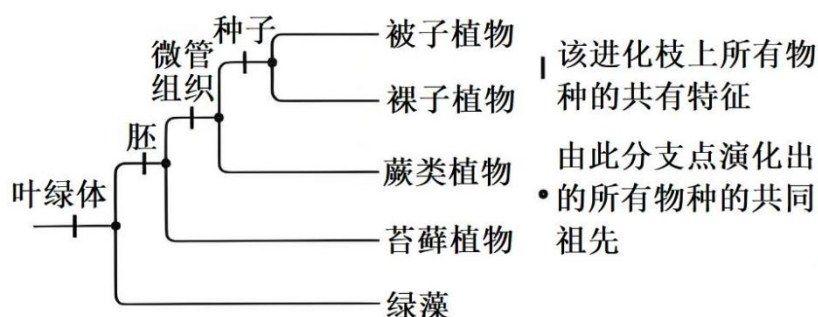 种子
被子植物
微管
组织
裸子植物
胚
蕨类植物
叶绿体
苔藓植物
绿藻
该进化枝上所有物
种的共有特征
由此分支点演化出
的所有物种的共同
祖先